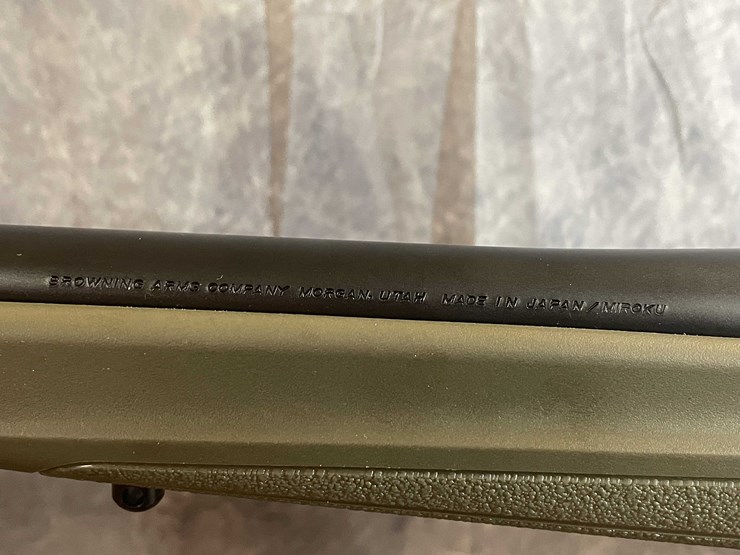 BROWNING ARMS COMPANY MORGAN, UTAH MADE IN JAPAN/MIROKU